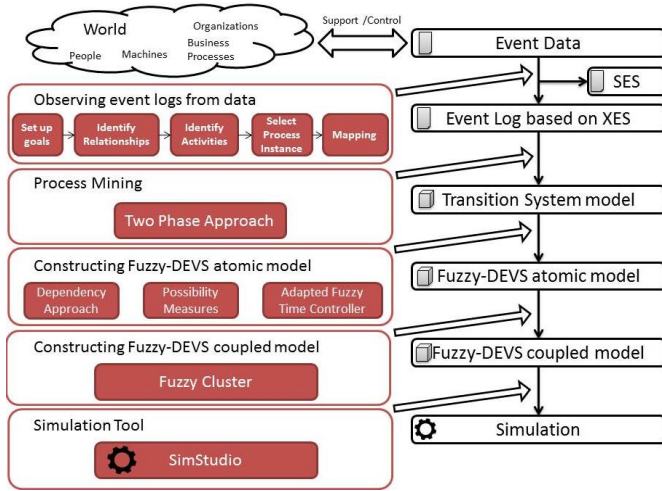 World
Organizations
People
Machines
Business
Processes
Support /Control
Event Data
SES
Observing event logs from data
Set up
goals
Identify
Relationships
Identify
Activities
Select
Process
Instance
Mapping
Event Log based on XES
Process Mining
Two Phase Approach
Transition System model
Constructing Fuzzy-DEVS atomic model
Dependency
Approach
Possibility
Measures
Adapted Fuzzy
Time Controller
Fuzzy-DEVS atomic model
Constructing Fuzzy-DEVS coupled model
Fuzzy Cluster
Fuzzy-DEVS coupled model
Simulation Tool
SimStudio
Simulation